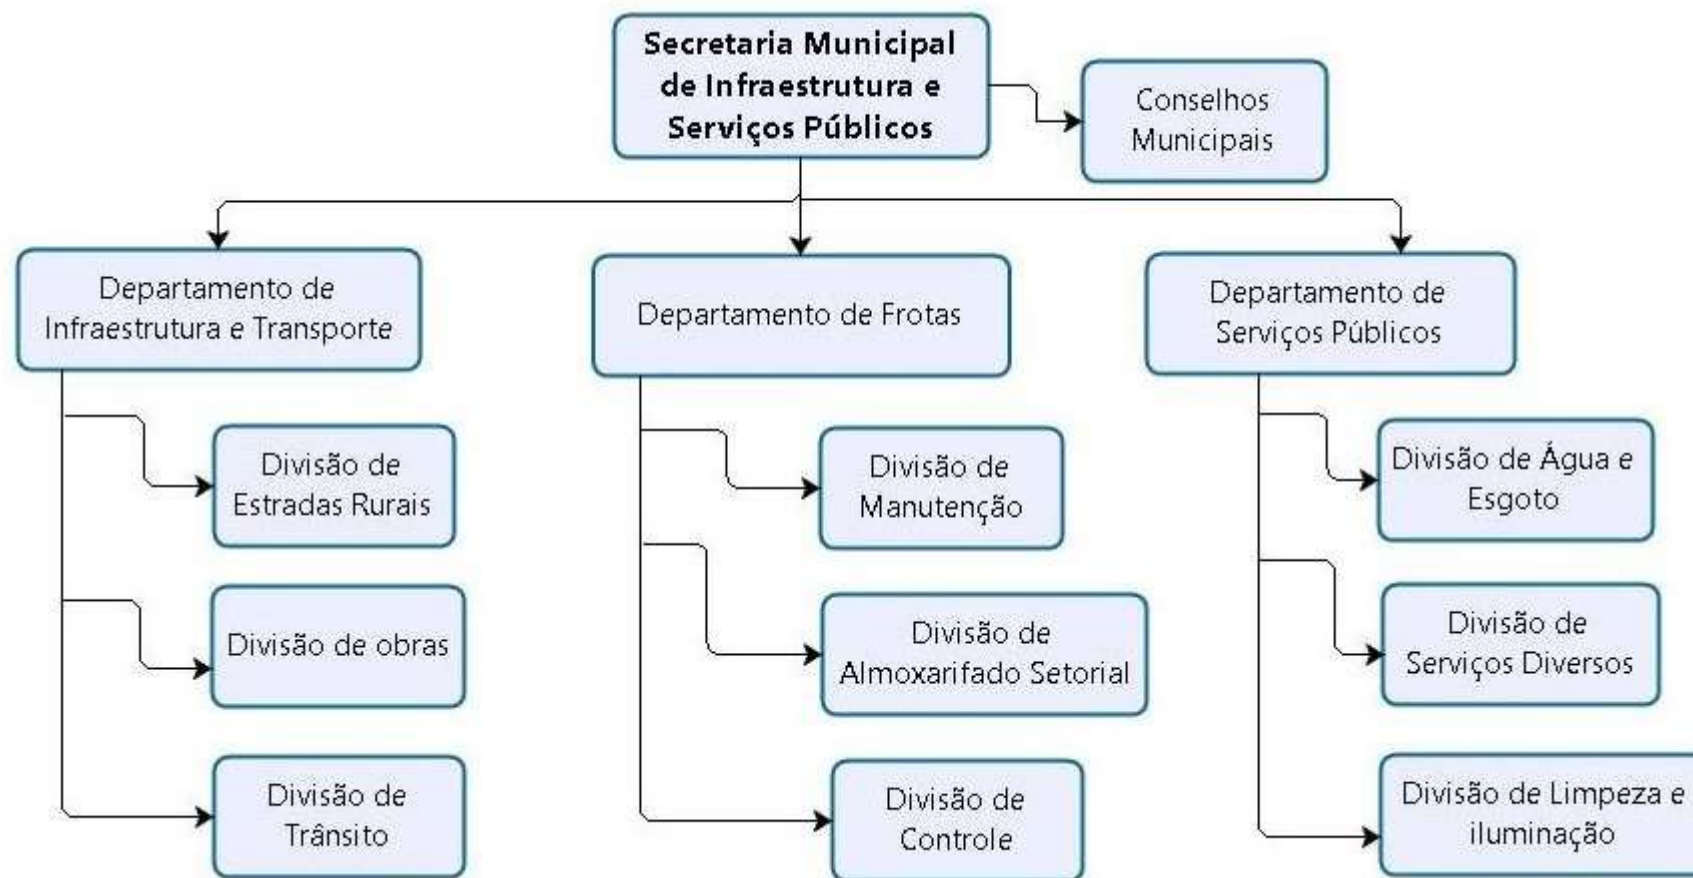 Secretaria Municipal
de Infraestrutura e
Serviços Públicos
Conselhos
Municipais
Departamento de
Infraestrutura e Transporte
Departamento de Frotas
Departamento de
Serviços Públicos
Divisão de
Estradas Rurais
Divisão de obras
Divisão de
Trânsito
Divisão de
Manutenção
Divisão de
Almoxarifado Setorial
Divisão de
Controle
Divisão de Água e
Esgoto
Divisão de
Serviços Diversos
Divisão de Limpeza e
iluminação